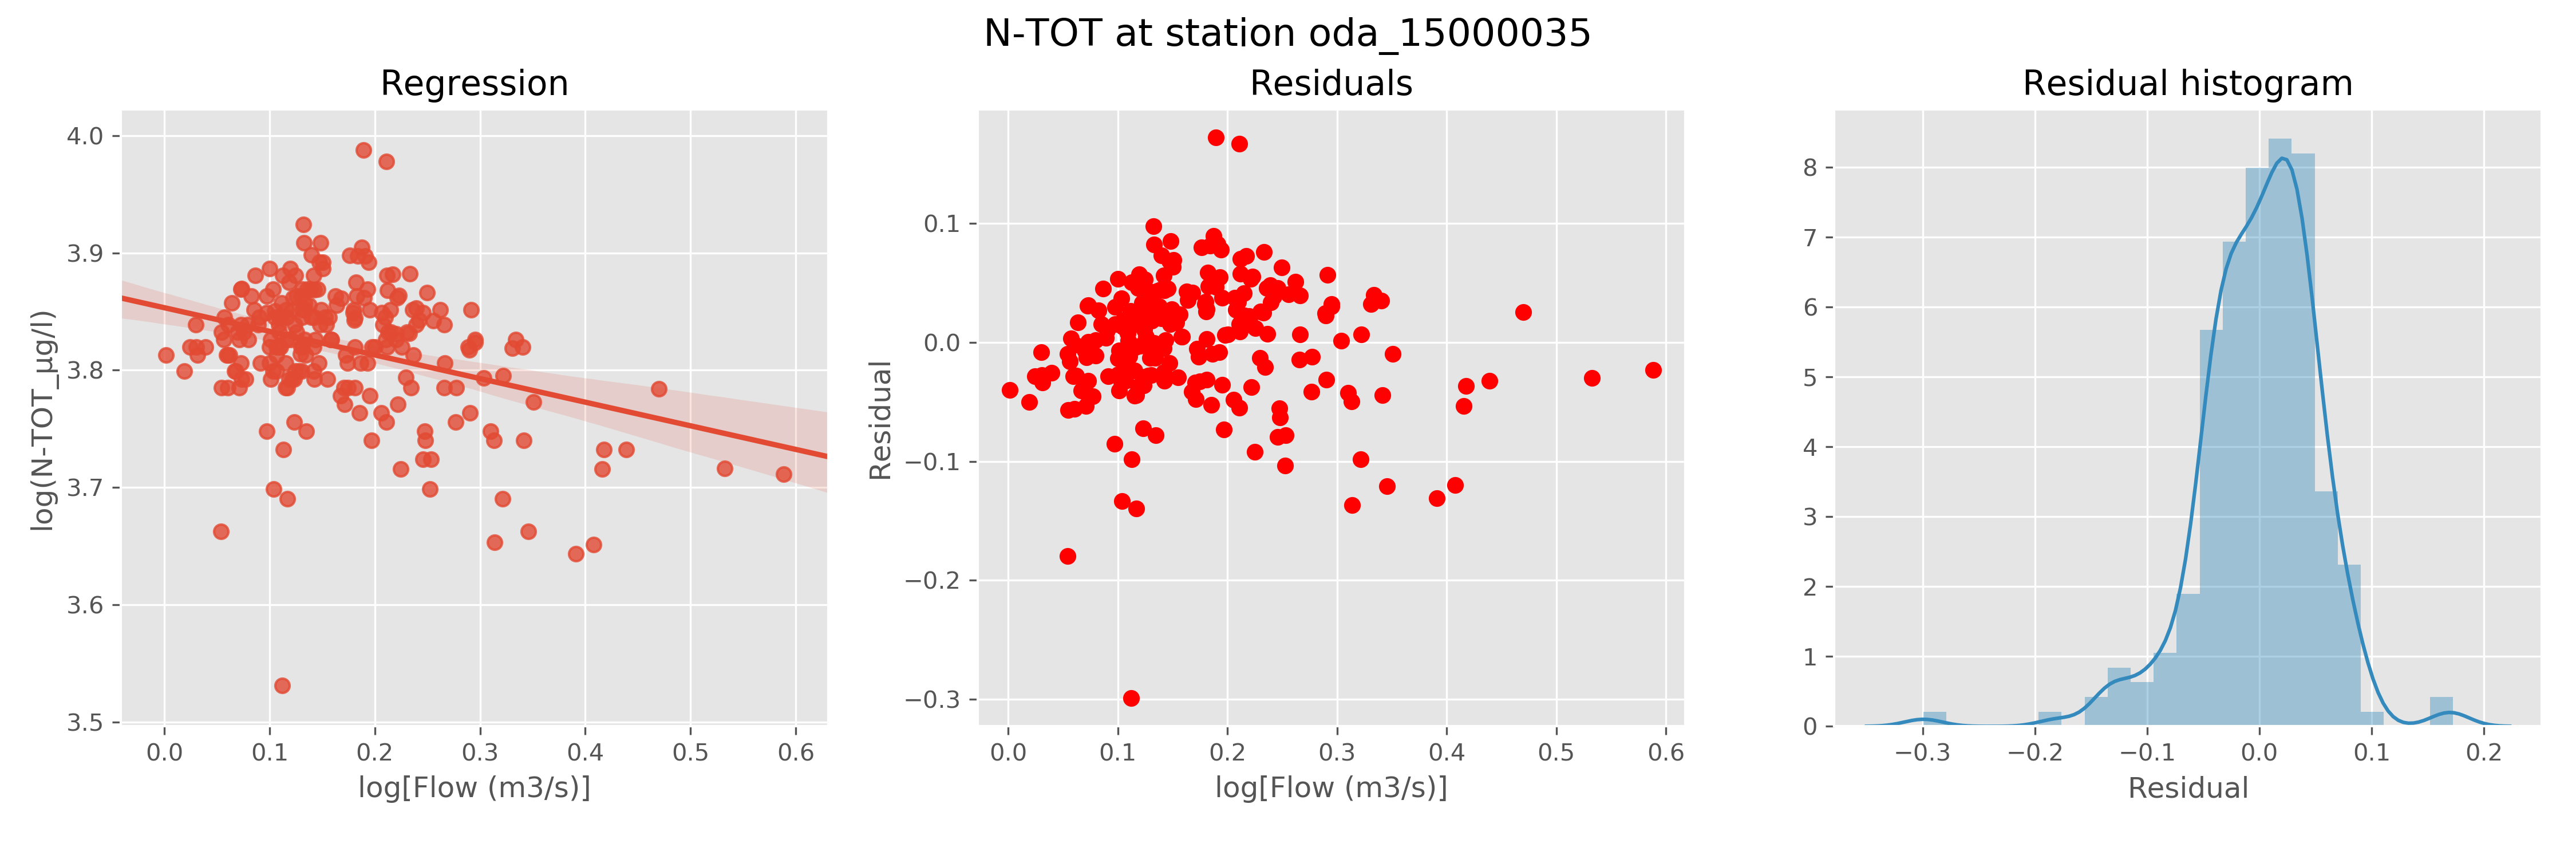 N-TOT at station oda_15000035
Regression
4.0
3.9
3.8
3.7
3.6
3.5
log(N-TOT_µg/l)
0.0 0.1 0.2 0.3 0.4 0.5 0.6
log[Flow (m3/s)]
Residuals
0.1
0.0
−0.1
−0.2
−0.3
Residual
0.0 0.1 0.2 0.3 0.4 0.5 0.6
log[Flow (m3/s)]
Residual histogram
8
7
6
5
4
3
2
1
0
−0.3 −0.2 −0.1 0.0 0.1 0.2
Residual